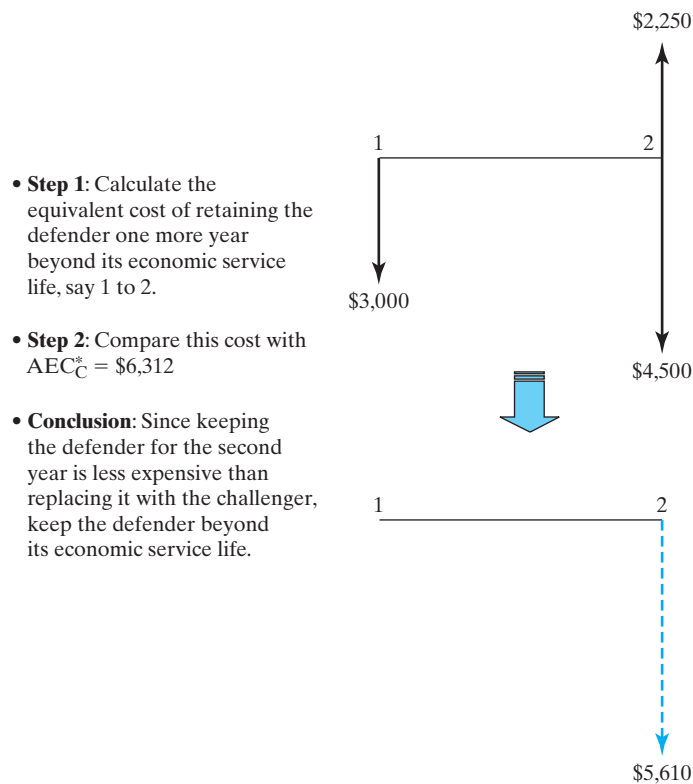 $2,250
1
2
• Step 1: Calculate the
equivalent cost of retaining the
defender one more year
beyond its economic service
life, say 1 to 2.
$3,000
• Step 2: Compare this cost with
AEC*C = $6,312
$4,500
• Conclusion: Since keeping
the defender for the second
year is less expensive than
replacing it with the challenger,
keep the defender beyond
its economic service life.
1
2
$5,610